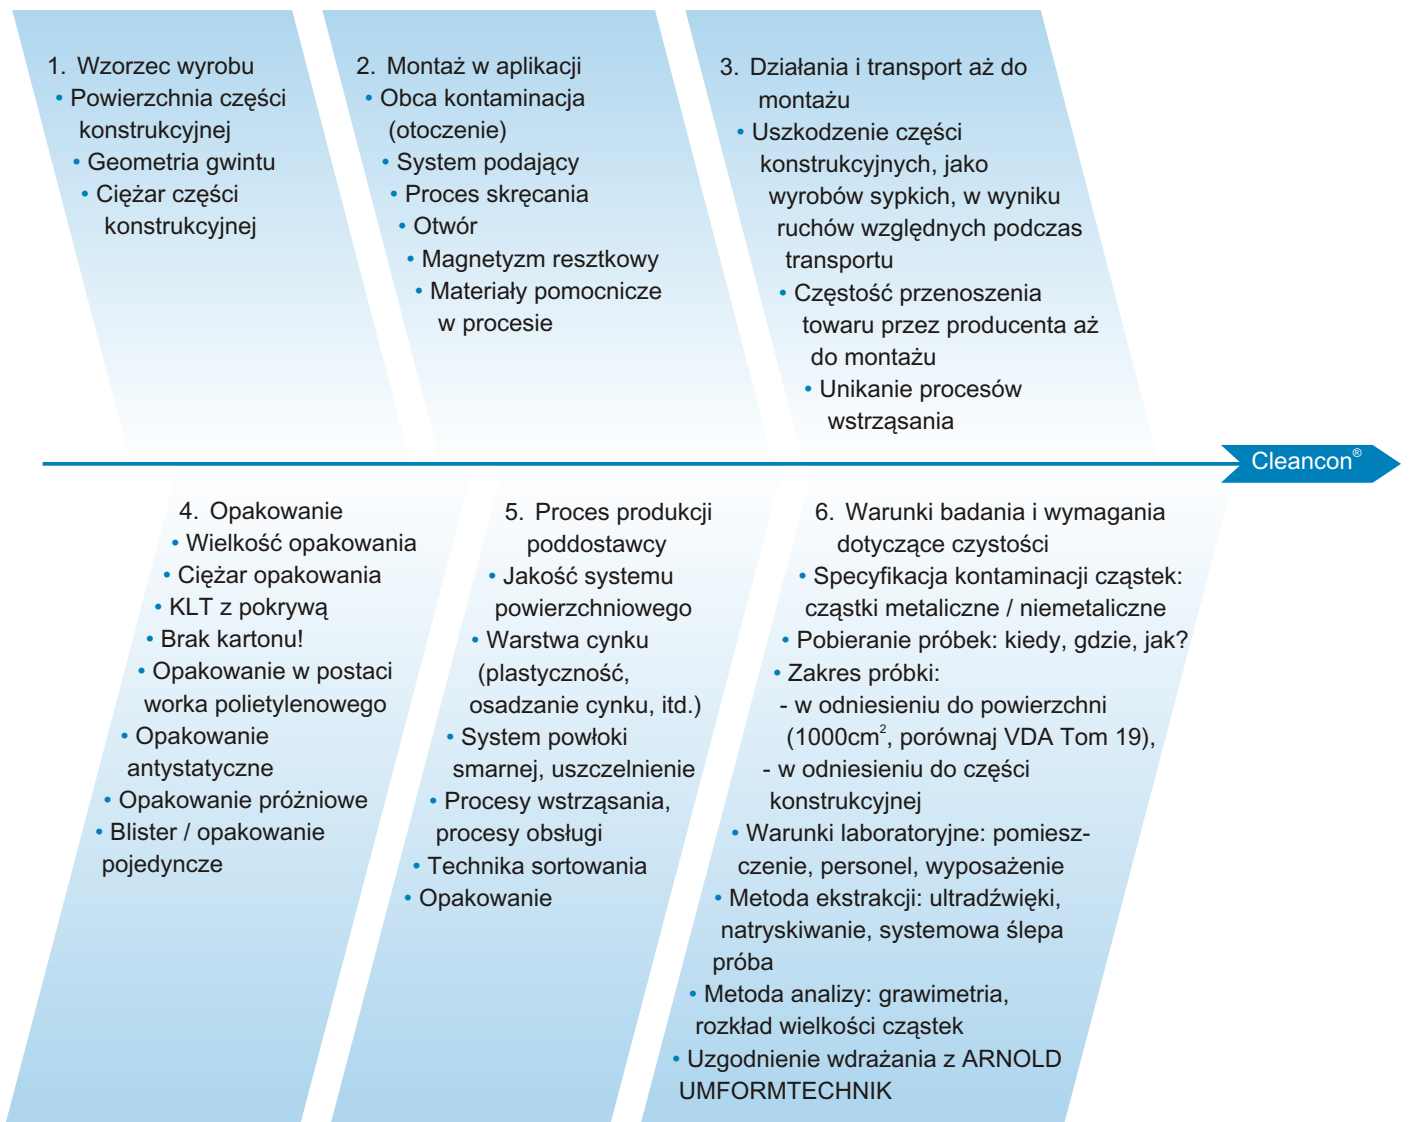 1. Wzorzec wyrobu
• Powierzchnia części
konstrukcyjnej
• Geometria gwintu
• Ciężar części
konstrukcyjnej
2. Montaż w aplikacji
• Obca kontaminacja
(otoczenie)
• System podający
• Proces skręcania
• Otwór
• Magnetyzm resztkowy
• Materiały pomocnicze
w procesie
3. Działania i transport aż do
montażu
• Uszkodzenie części
konstrukcyjnych, jako
wyrobów sypkich, w wyniku
ruchów względnych podczas
transportu
• Częstość przenoszenia
towaru przez producenta aż
do montażu
• Unikanie procesów
wstrząsania
Cleancon®
4. Opakowanie
• Wielkość opakowania
• Ciężar opakowania
• KLT z pokrywą
• Brak kartonu!
• Opakowanie w postaci
worka polietylenowego
• Opakowanie
antystatyczne
• Opakowanie próżniowe
• Blister / opakowanie
pojedyncze
5. Proces produkcji
poddostawcy
• Jakość systemu
powierzchniowego
• Warstwa cynku
(plastyczność,
osadzanie cynku, itd.)
• System powłoki
smarnej, uszczelnienie
• Procesy wstrząsania,
procesy obsługi
• Technika sortowania
• Opakowanie
6. Warunki badania i wymagania
dotyczące czystości
• Specyfikacja kontaminacji cząstek:
cząstki metaliczne / niemetaliczne
• Pobieranie próbek: kiedy, gdzie, jak?
• Zakres próbki:
- w odniesieniu do powierzchni
(1000cm², porównaj VDA Tom 19),
- w odniesieniu do części
konstrukcyjnej
• Warunki laboratoryjne: pomiesz-
czenie, personel, wyposażenie
• Metoda ekstrakcji: ultradźwięki,
natryskiwanie, systemowa ślepa
próba
• Metoda analizy: grawimetria,
rozkład wielkości cząstek
• Uzgodnienie wdrażania z ARNOLD
UMFORMTECHNIK